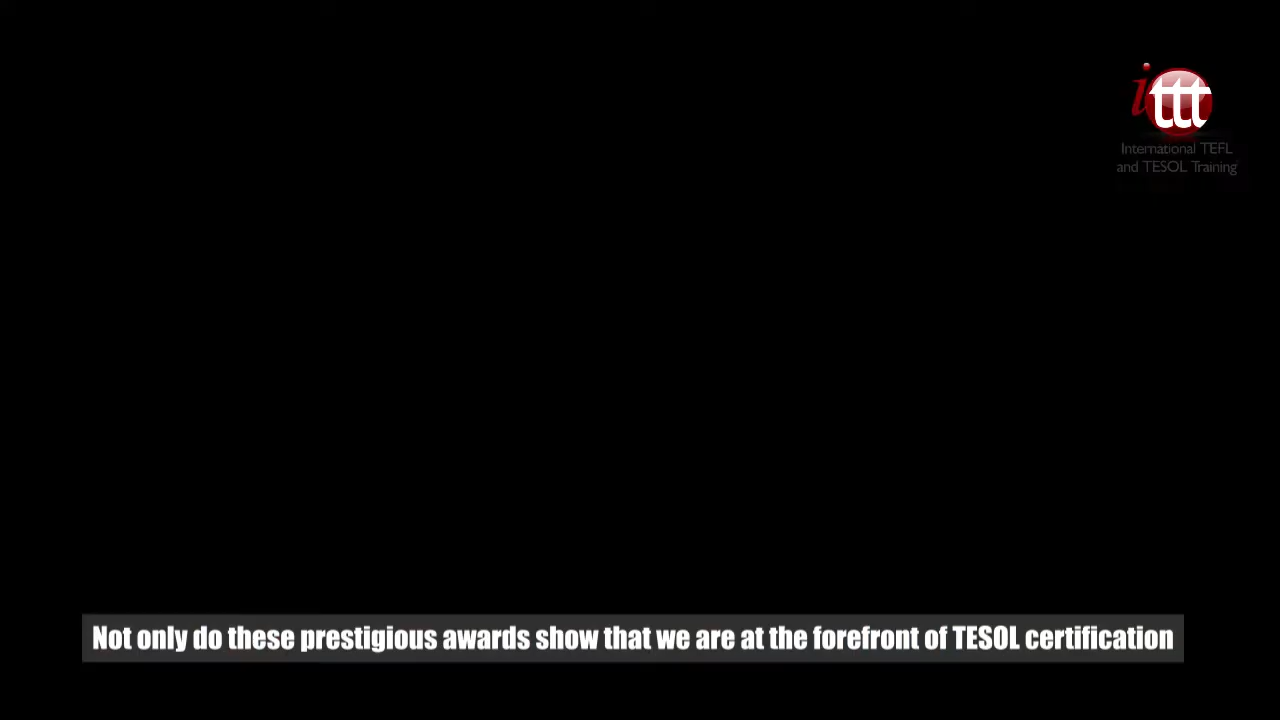 ittt
International TEFL
and TESOL Training
Not only do these prestigious awards show that we are at the forefront of TESOL certification